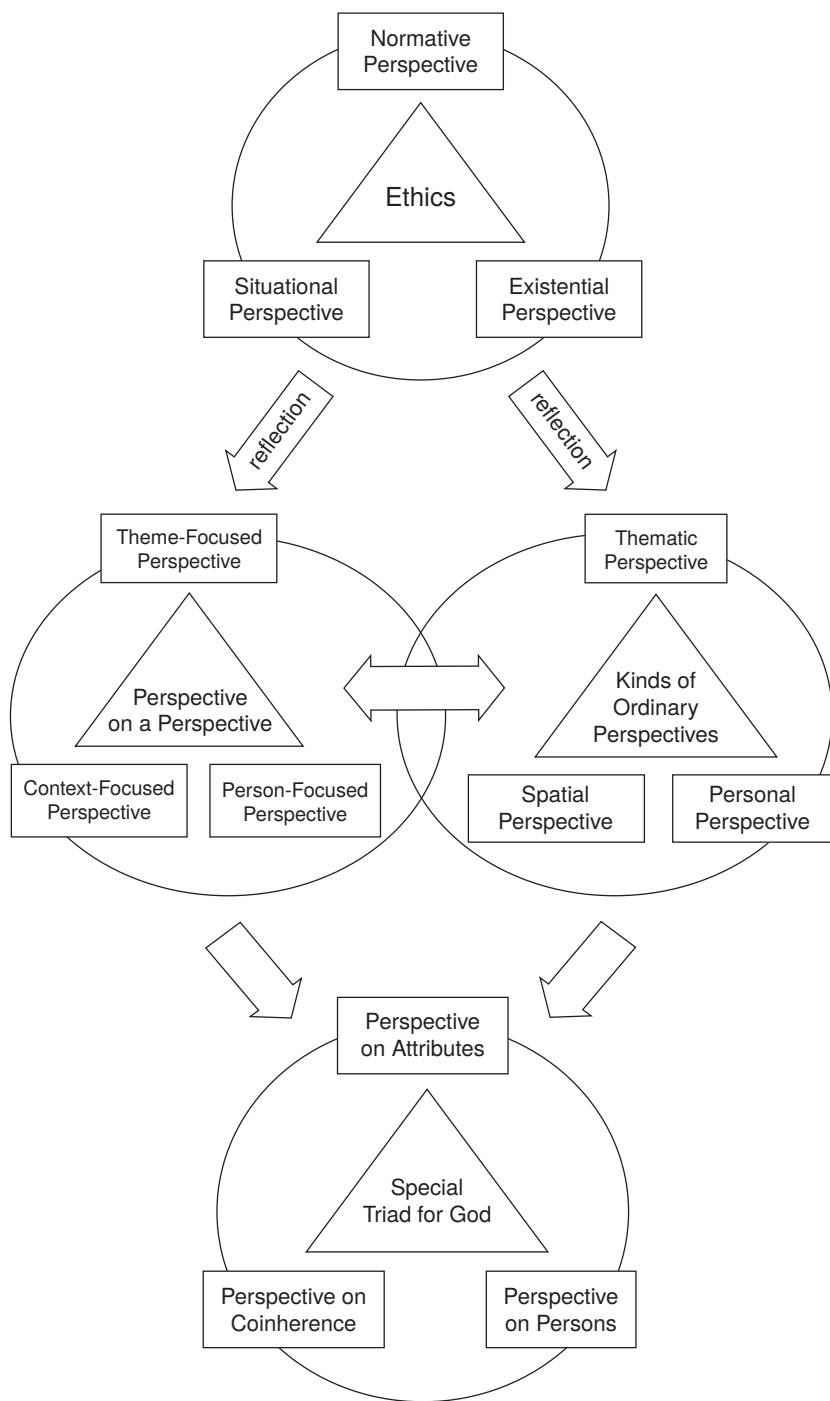 Normative
Perspective
Ethics
Situational
Perspective
Existential
Perspective
reflection
reflection
Theme-Focused
Perspective
Perspective
on a Perspective
Context-Focused
Perspective
Person-Focused
Perspective
Thematic
Perspective
Kinds of
Ordinary
Perspectives
Spatial
Perspective
Personal
Perspective
Perspective
on Attributes
Special
Triad for God
Perspective on
Coinherence
Perspective
on Persons